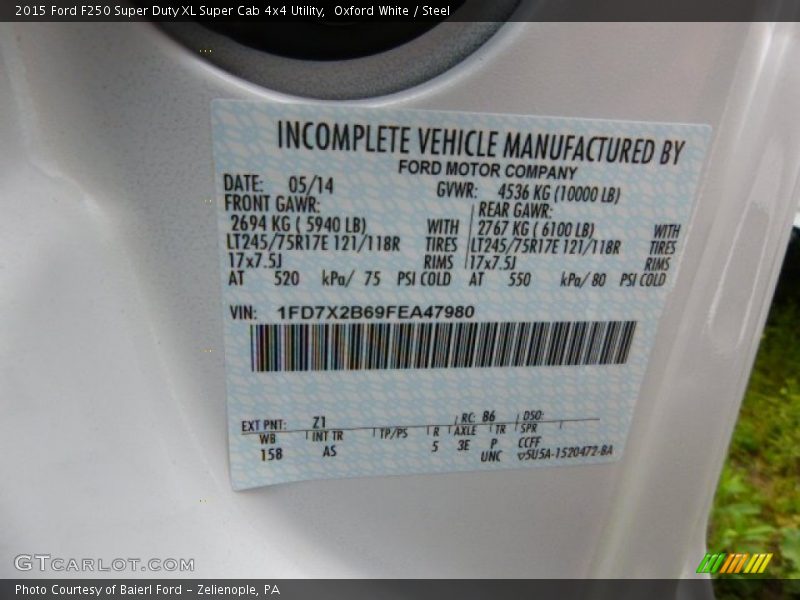 2015 Ford F250 Super Duty XL Super Cab 4x4 Utility, Oxford White / Steel
INCOMPLETE VEHICLE MANUFACTURED BY
FORD MOTOR COMPANY
DATE: 05/14 GVWR: 4536 KG (10000 LB)
FRONT GAWR: REAR GAWR:
2694 KG ( 5940 LB) WITH 2767 KG ( 6100 LB) WITH
LT245/75R17E 121/118R TIRES LT245/75R17E 121/118R TIRES
17x7.5J RIMS 17x7.5J RIMS
AT 520 kPa/ 75 PSI COLD AT 550 kPa/ 80 PSI COLD
VIN: 1FD7X2B69FEA47980
EXT PNT: Z1 RC: B6 DSO:
WB INT TR TP/PS R AXLE TR SPR
158 AS 5 3E P CCFF
UNC 5U5A-1520472-BA
GTCARLOT.COM
Photo Courtesy of Baierl Ford - Zelienople, PA